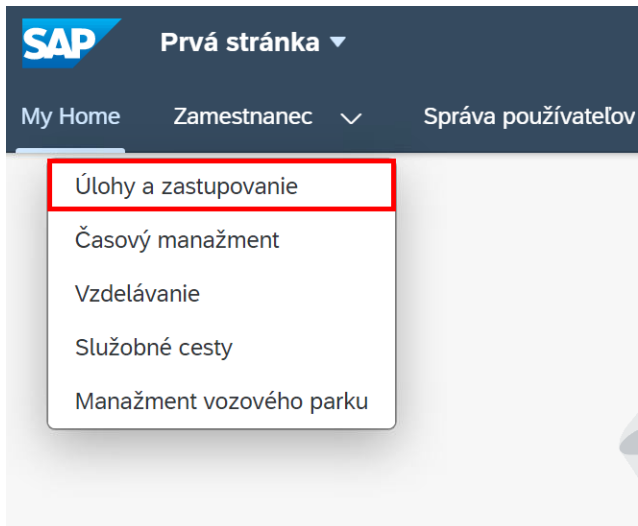 SAP Prvá stránka
My Home Zamestnanec Správa používateľov
Úlohy a zastupovanie
Časový manažment
Vzdelávanie
Služobné cesty
Manažment vozového parku